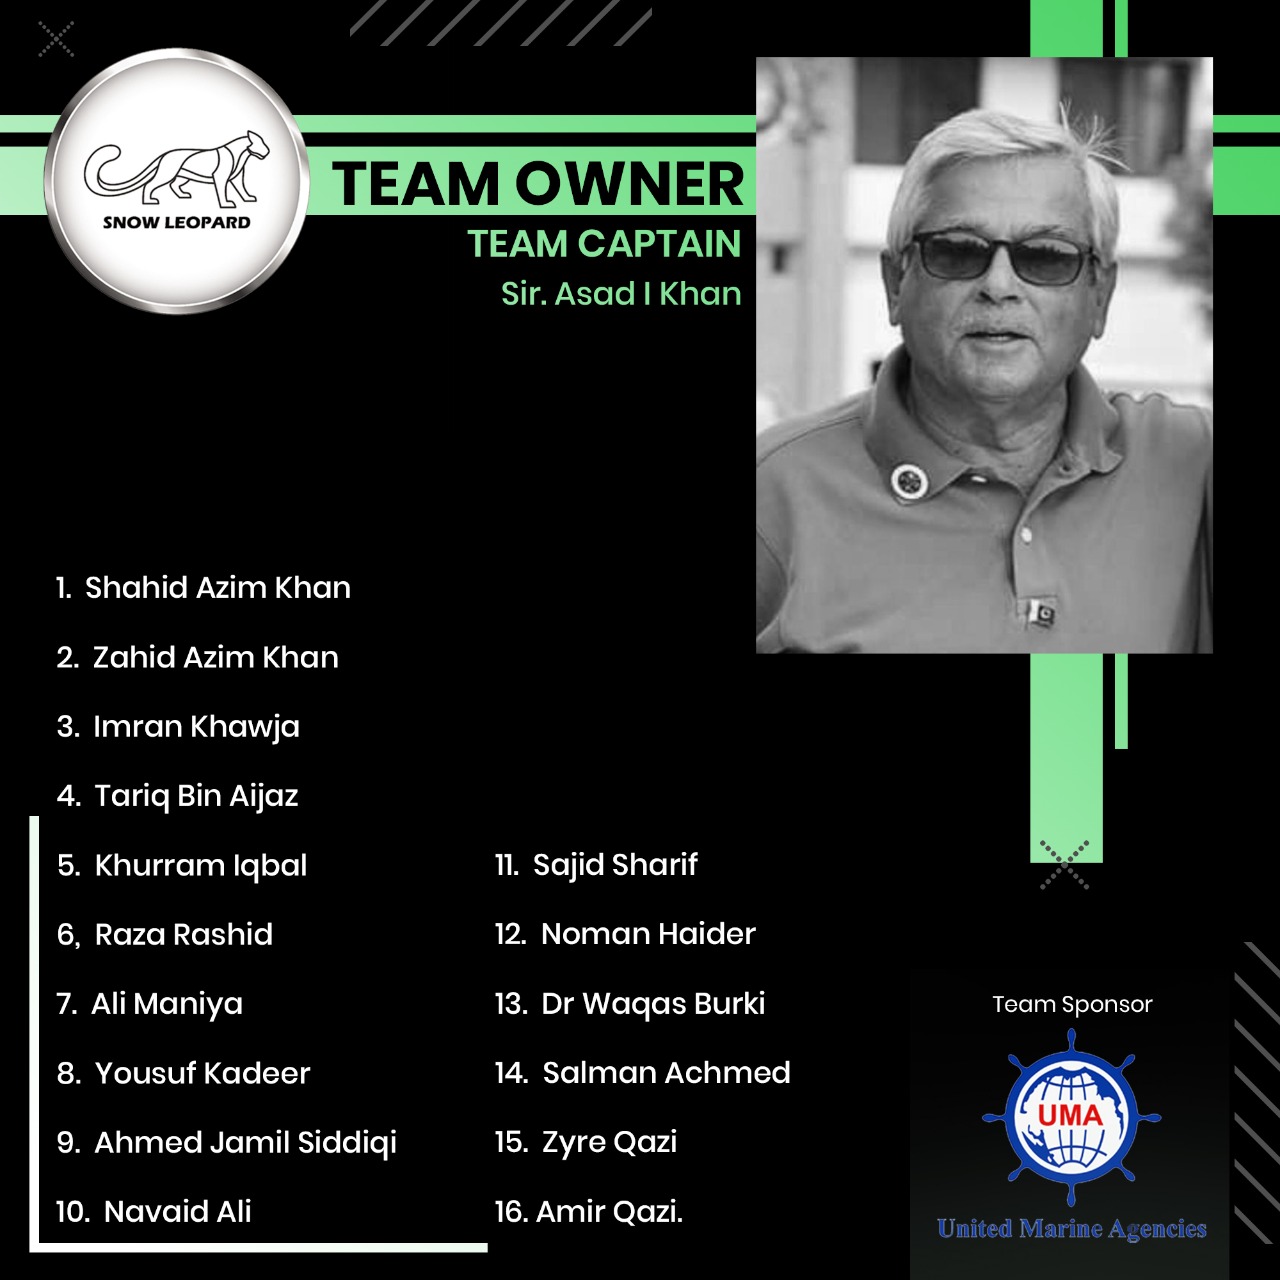 SNOW LEOPARD
TEAM OWNER
TEAM CAPTAIN
Sir. Asad I Khan
1. Shahid Azim Khan
2. Zahid Azim Khan
3. Imran Khawja
4. Tariq Bin Aijaz
5. Khurram Iqbal
6, Raza Rashid
7. Ali Maniya
8. Yousuf Kadeer
9. Ahmed Jamil Siddiqi
10. Navaid Ali
11. Sajid Sharif
12. Noman Haider
13. Dr Waqas Burki
14. Salman Achmed
15. Zyre Qazi
16. Amir Qazi.
Team Sponsor
UMA
United Marine Agencies